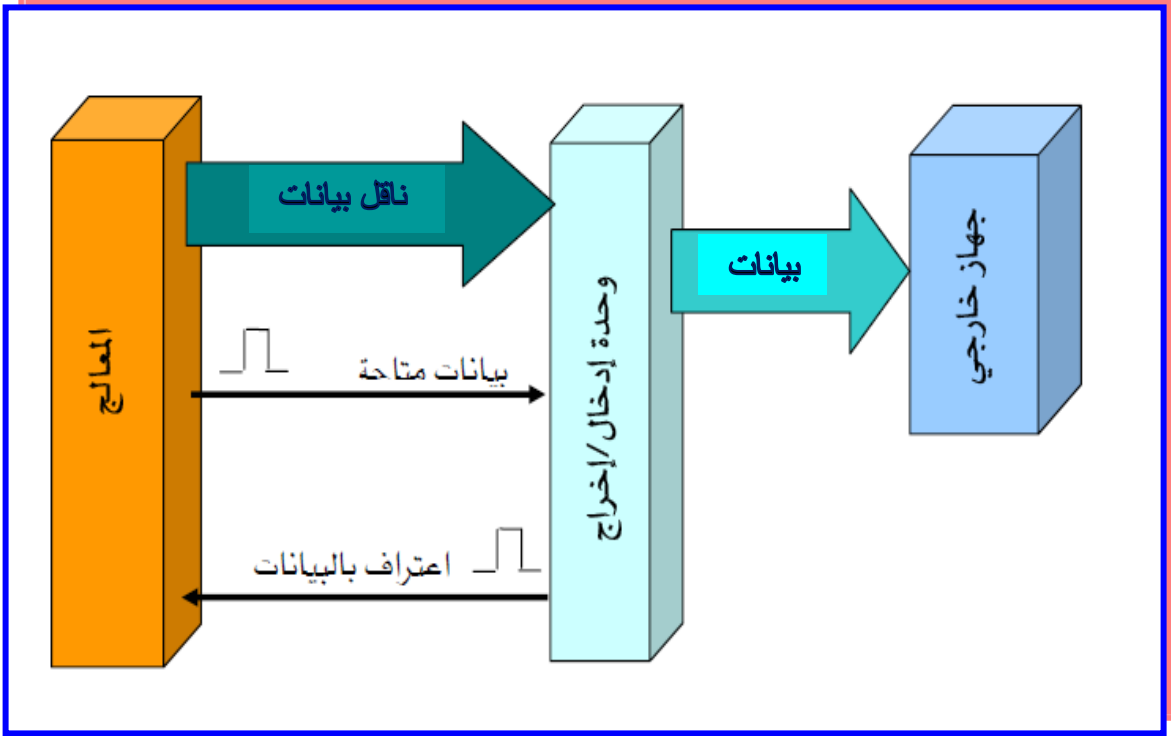 ناقل بيانات
بيانات
المعالج
بيانات متاحة
وحدة إدخال/إخراج
جهاز خارجي
اعتراف بالبيانات